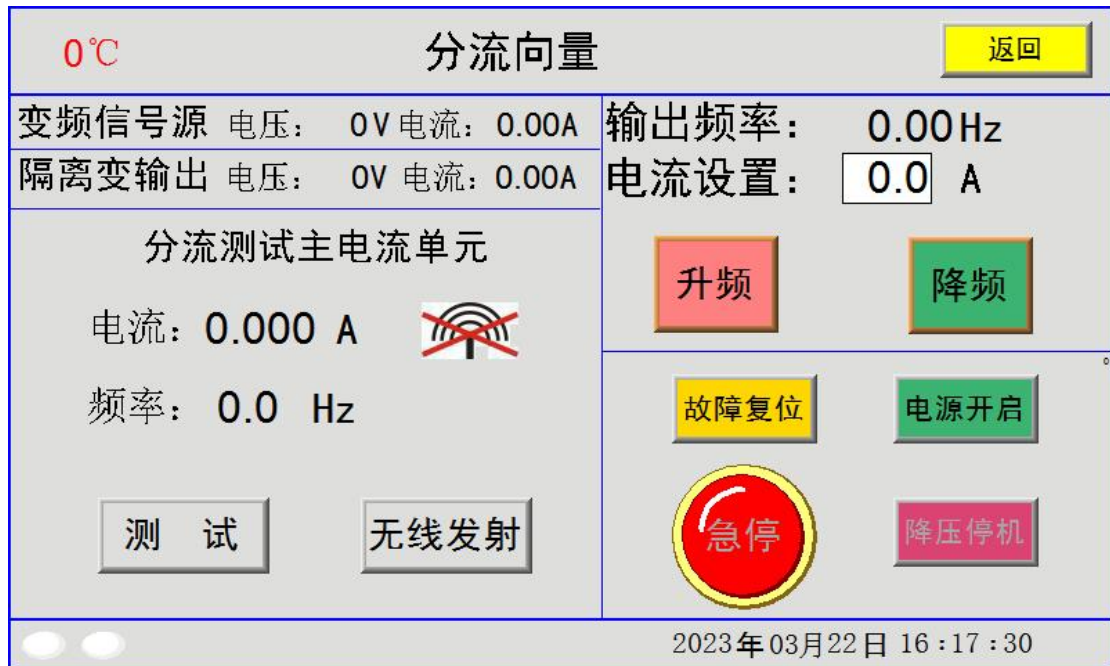 0℃ 分流向量 返回
变频信号源 电压： 0V 电流：0.00A
隔离变输出 电压： 0V 电流：0.00A
输出频率： 0.00Hz
电流设置： 0.0 A
分流测试主电流单元
电流：0.000 A
频率：0.0 Hz
测 试 无线发射
升频 降频
故障复位 电源开启
急停 降压停机
2023年03月22日 16:17:30